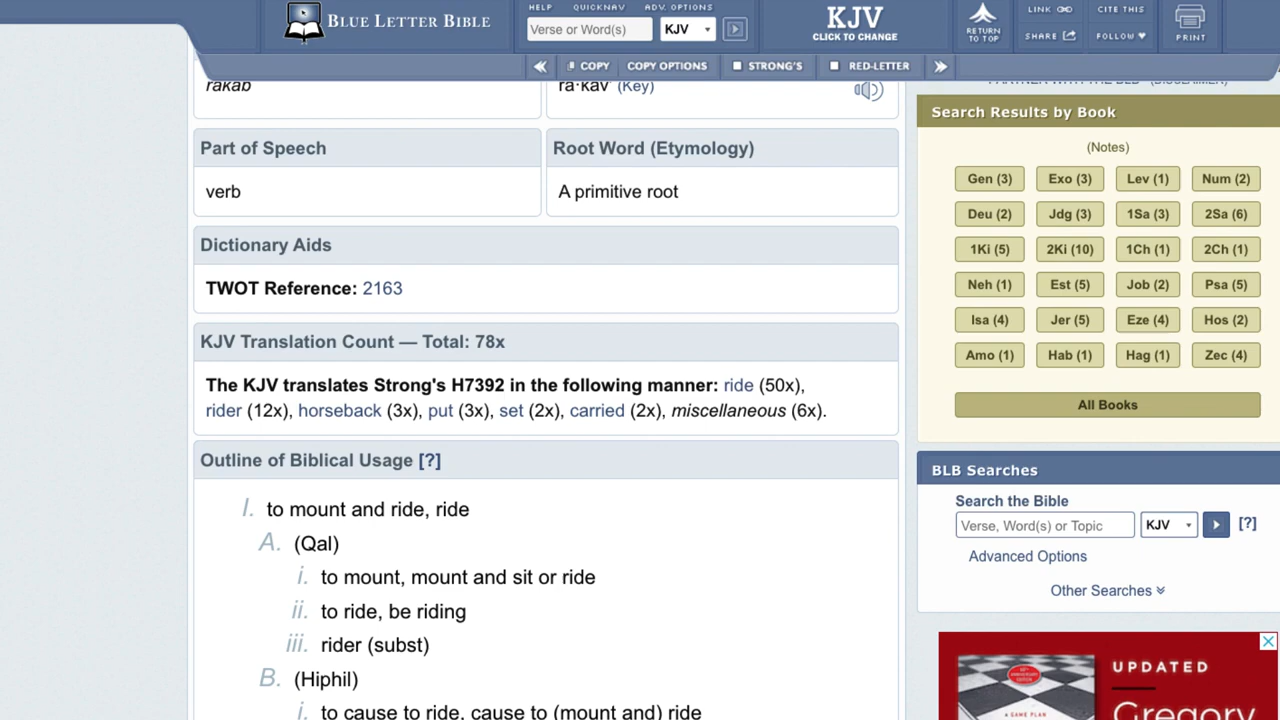 BLUE LETTER BIBLE
HELP QUICKNAV ADV. OPTIONS
Verse or Word(s) KJV
KJV
CLICK TO CHANGE
RETURN
TO TOP
LINK CITE THIS
SHARE FOLLOW
PRINT
COPY COPY OPTIONS STRONG'S RED-LETTER
rakab
rä·kav' (Key)
Part of Speech
verb
Root Word (Etymology)
A primitive root
Dictionary Aids
TWOT Reference: 2163
KJV Translation Count — Total: 78x
The KJV translates Strong's H7392 in the following manner: ride (50x),
rider (12x), horseback (3x), put (3x), set (2x), carried (2x), miscellaneous (6x).
Outline of Biblical Usage [?]
I. to mount and ride, ride
A. (Qal)
i. to mount, mount and sit or ride
ii. to ride, be riding
iii. rider (subst)
B. (Hiphil)
i. to cause to ride, cause to (mount and) ride
PARTNER WITH THE BLB (DISCLAIMER)
Search Results by Book
(Notes)
Gen (3) Exo (3) Lev (1) Num (2)
Deu (2) Jdg (3) 1Sa (3) 2Sa (6)
1Ki (5) 2Ki (10) 1Ch (1) 2Ch (1)
Neh (1) Est (5) Job (2) Psa (5)
Isa (4) Jer (5) Eze (4) Hos (2)
Amo (1) Hab (1) Hag (1) Zec (4)
All Books
BLB Searches
Search the Bible
Verse, Word(s) or Topic KJV [?]
Advanced Options
Other Searches
UPDATED
Gregory
A GAME PLAN